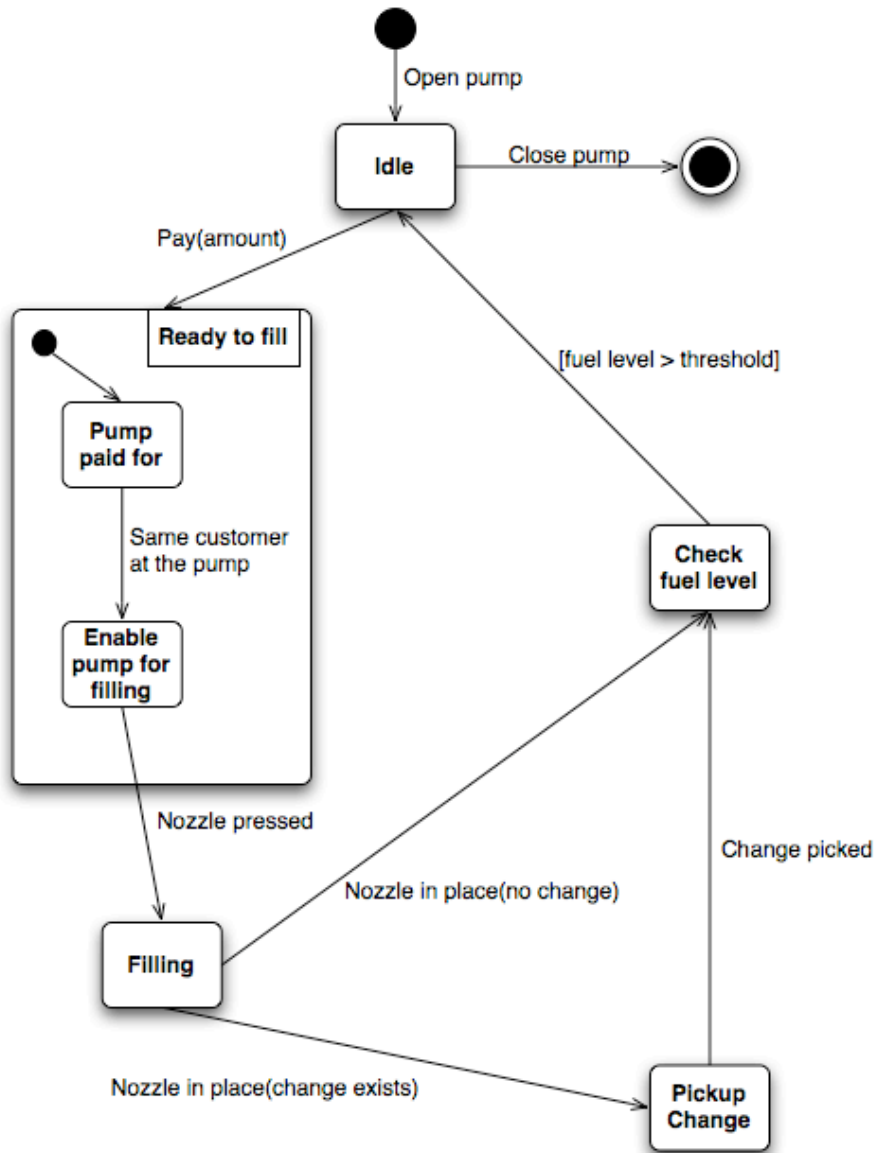 Open pump
Idle
Close pump
Pay(amount)
Ready to fill
[fuel level > threshold]
Pump
paid for
Same customer
at the pump
Check
fuel level
Enable
pump for
filling
Nozzle pressed
Change picked
Nozzle in place(no change)
Filling
Nozzle in place(change exists)
Pickup
Change